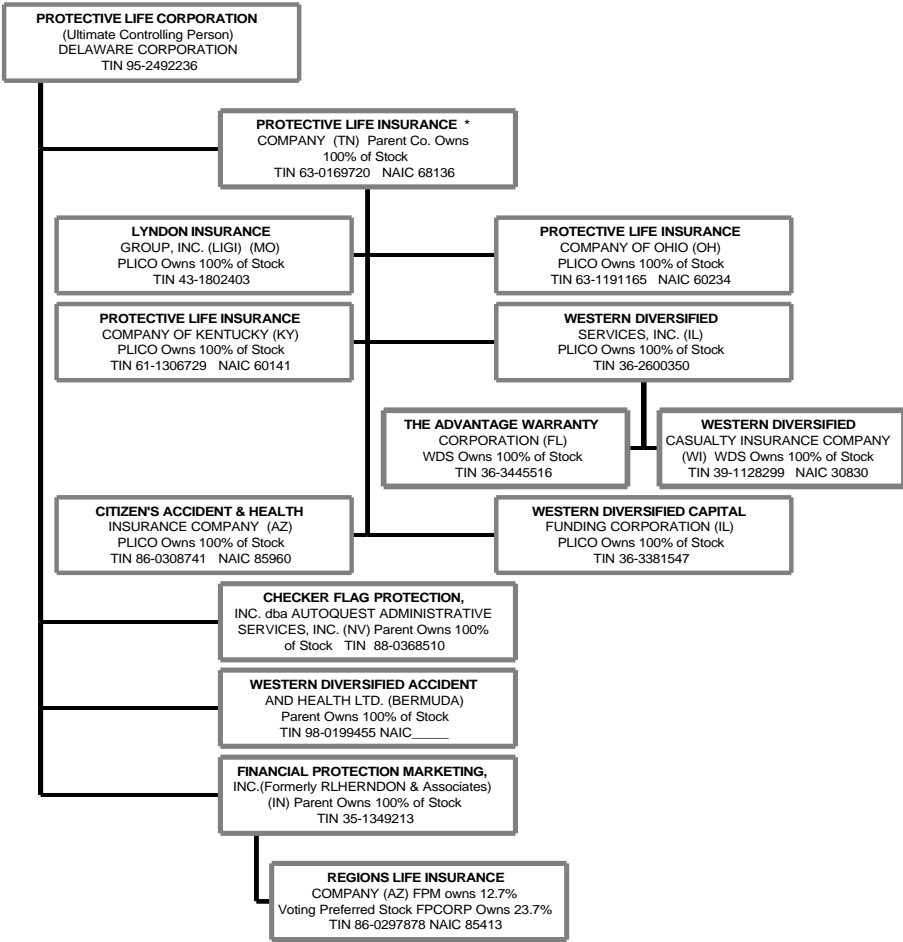 PROTECTIVE LIFE CORPORATION
(Ultimate Controlling Person)
DELAWARE CORPORATION
TIN 95-2492236
PROTECTIVE LIFE INSURANCE *
COMPANY (TN) Parent Co. Owns
100% of Stock
TIN 63-0169720 NAIC 68136
LYNDON INSURANCE
GROUP, INC. (LIGI) (MO)
PLICO Owns 100% of Stock
TIN 43-1802403
PROTECTIVE LIFE INSURANCE
COMPANY OF OHIO (OH)
PLICO Owns 100% of Stock
TIN 63-1191165 NAIC 60234
PROTECTIVE LIFE INSURANCE
COMPANY OF KENTUCKY (KY)
PLICO Owns 100% of Stock
TIN 61-1306729 NAIC 60141
WESTERN DIVERSIFIED
SERVICES, INC. (IL)
PLICO Owns 100% of Stock
TIN 36-2600350
THE ADVANTAGE WARRANTY
CORPORATION (FL)
WDS Owns 100% of Stock
TIN 36-3445516
WESTERN DIVERSIFIED
CASUALTY INSURANCE COMPANY
(WI) WDS Owns 100% of Stock
TIN 39-1128299 NAIC 30830
CITIZEN'S ACCIDENT & HEALTH
INSURANCE COMPANY (AZ)
PLICO Owns 100% of Stock
TIN 86-0308741 NAIC 85960
WESTERN DIVERSIFIED CAPITAL
FUNDING CORPORATION (IL)
PLICO Owns 100% of Stock
TIN 36-3381547
CHECKER FLAG PROTECTION,
INC. dba AUTOQUEST ADMINISTRATIVE
SERVICES, INC. (NV) Parent Owns 100%
of Stock TIN 88-0368510
WESTERN DIVERSIFIED ACCIDENT
AND HEALTH LTD. (BERMUDA)
Parent Owns 100% of Stock
TIN 98-0199455 NAIC_____
FINANCIAL PROTECTION MARKETING,
INC.(Formerly RLHERNDON & Associates)
(IN) Parent Owns 100% of Stock
TIN 35-1349213
REGIONS LIFE INSURANCE
COMPANY (AZ) FPM owns 12.7%
Voting Preferred Stock FPCORP Owns 23.7%
TIN 86-0297878 NAIC 85413